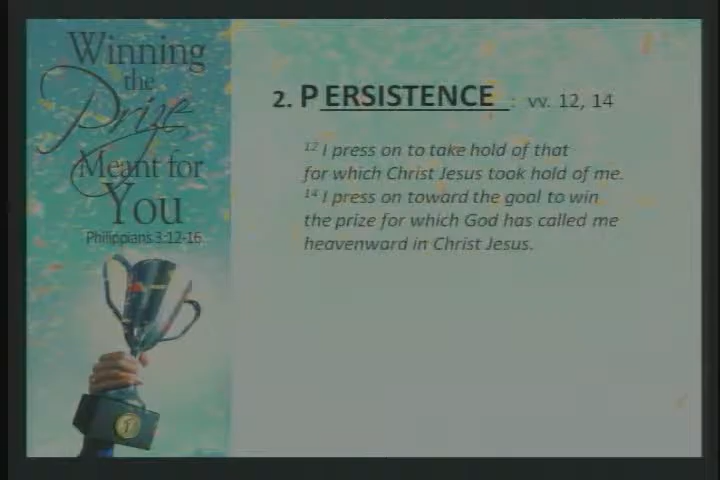 Winning
the
Prize
Meant for
You
Philippians 3:12-16
1
2. PERSISTENCE : vv. 12, 14
12 I press on to take hold of that
for which Christ Jesus took hold of me.
14 I press on toward the goal to win
the prize for which God has called me
heavenward in Christ Jesus.